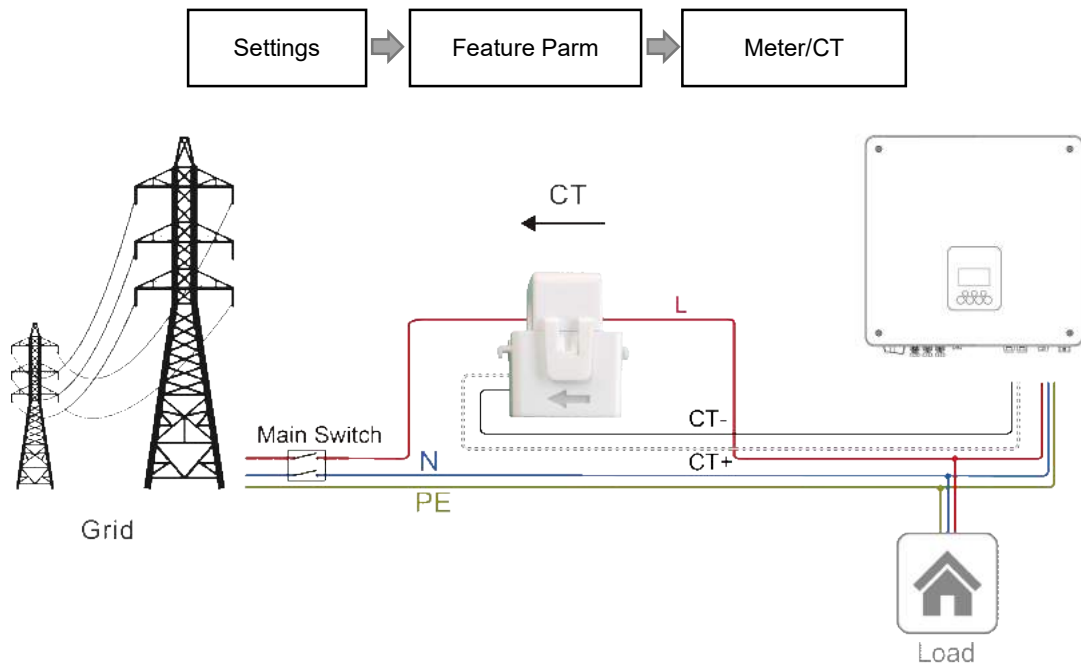 Settings
Feature Parm
Meter/CT
CT
L
CT-
Main Switch
N
CT+
PE
Grid
Load